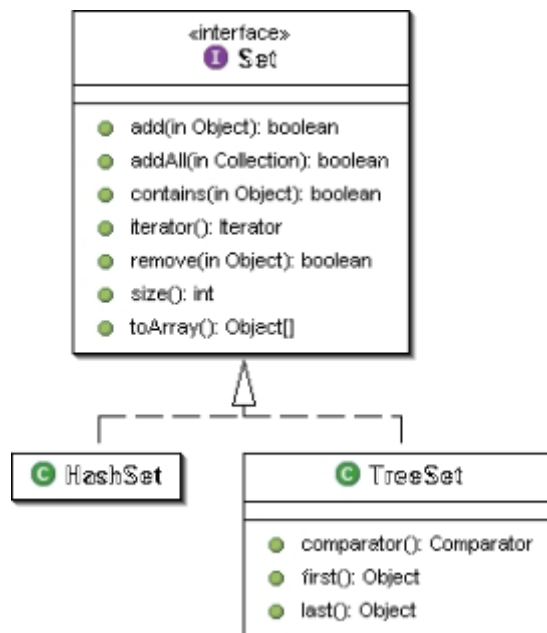 «interface»
I Set
add(in Object): boolean
addAll(in Collection): boolean
contains(in Object): boolean
iterator(): Iterator
remove(in Object): boolean
size(): int
toArray(): Object[]
C HashSet
C TreeSet
comparator(): Comparator
first(): Object
last(): Object